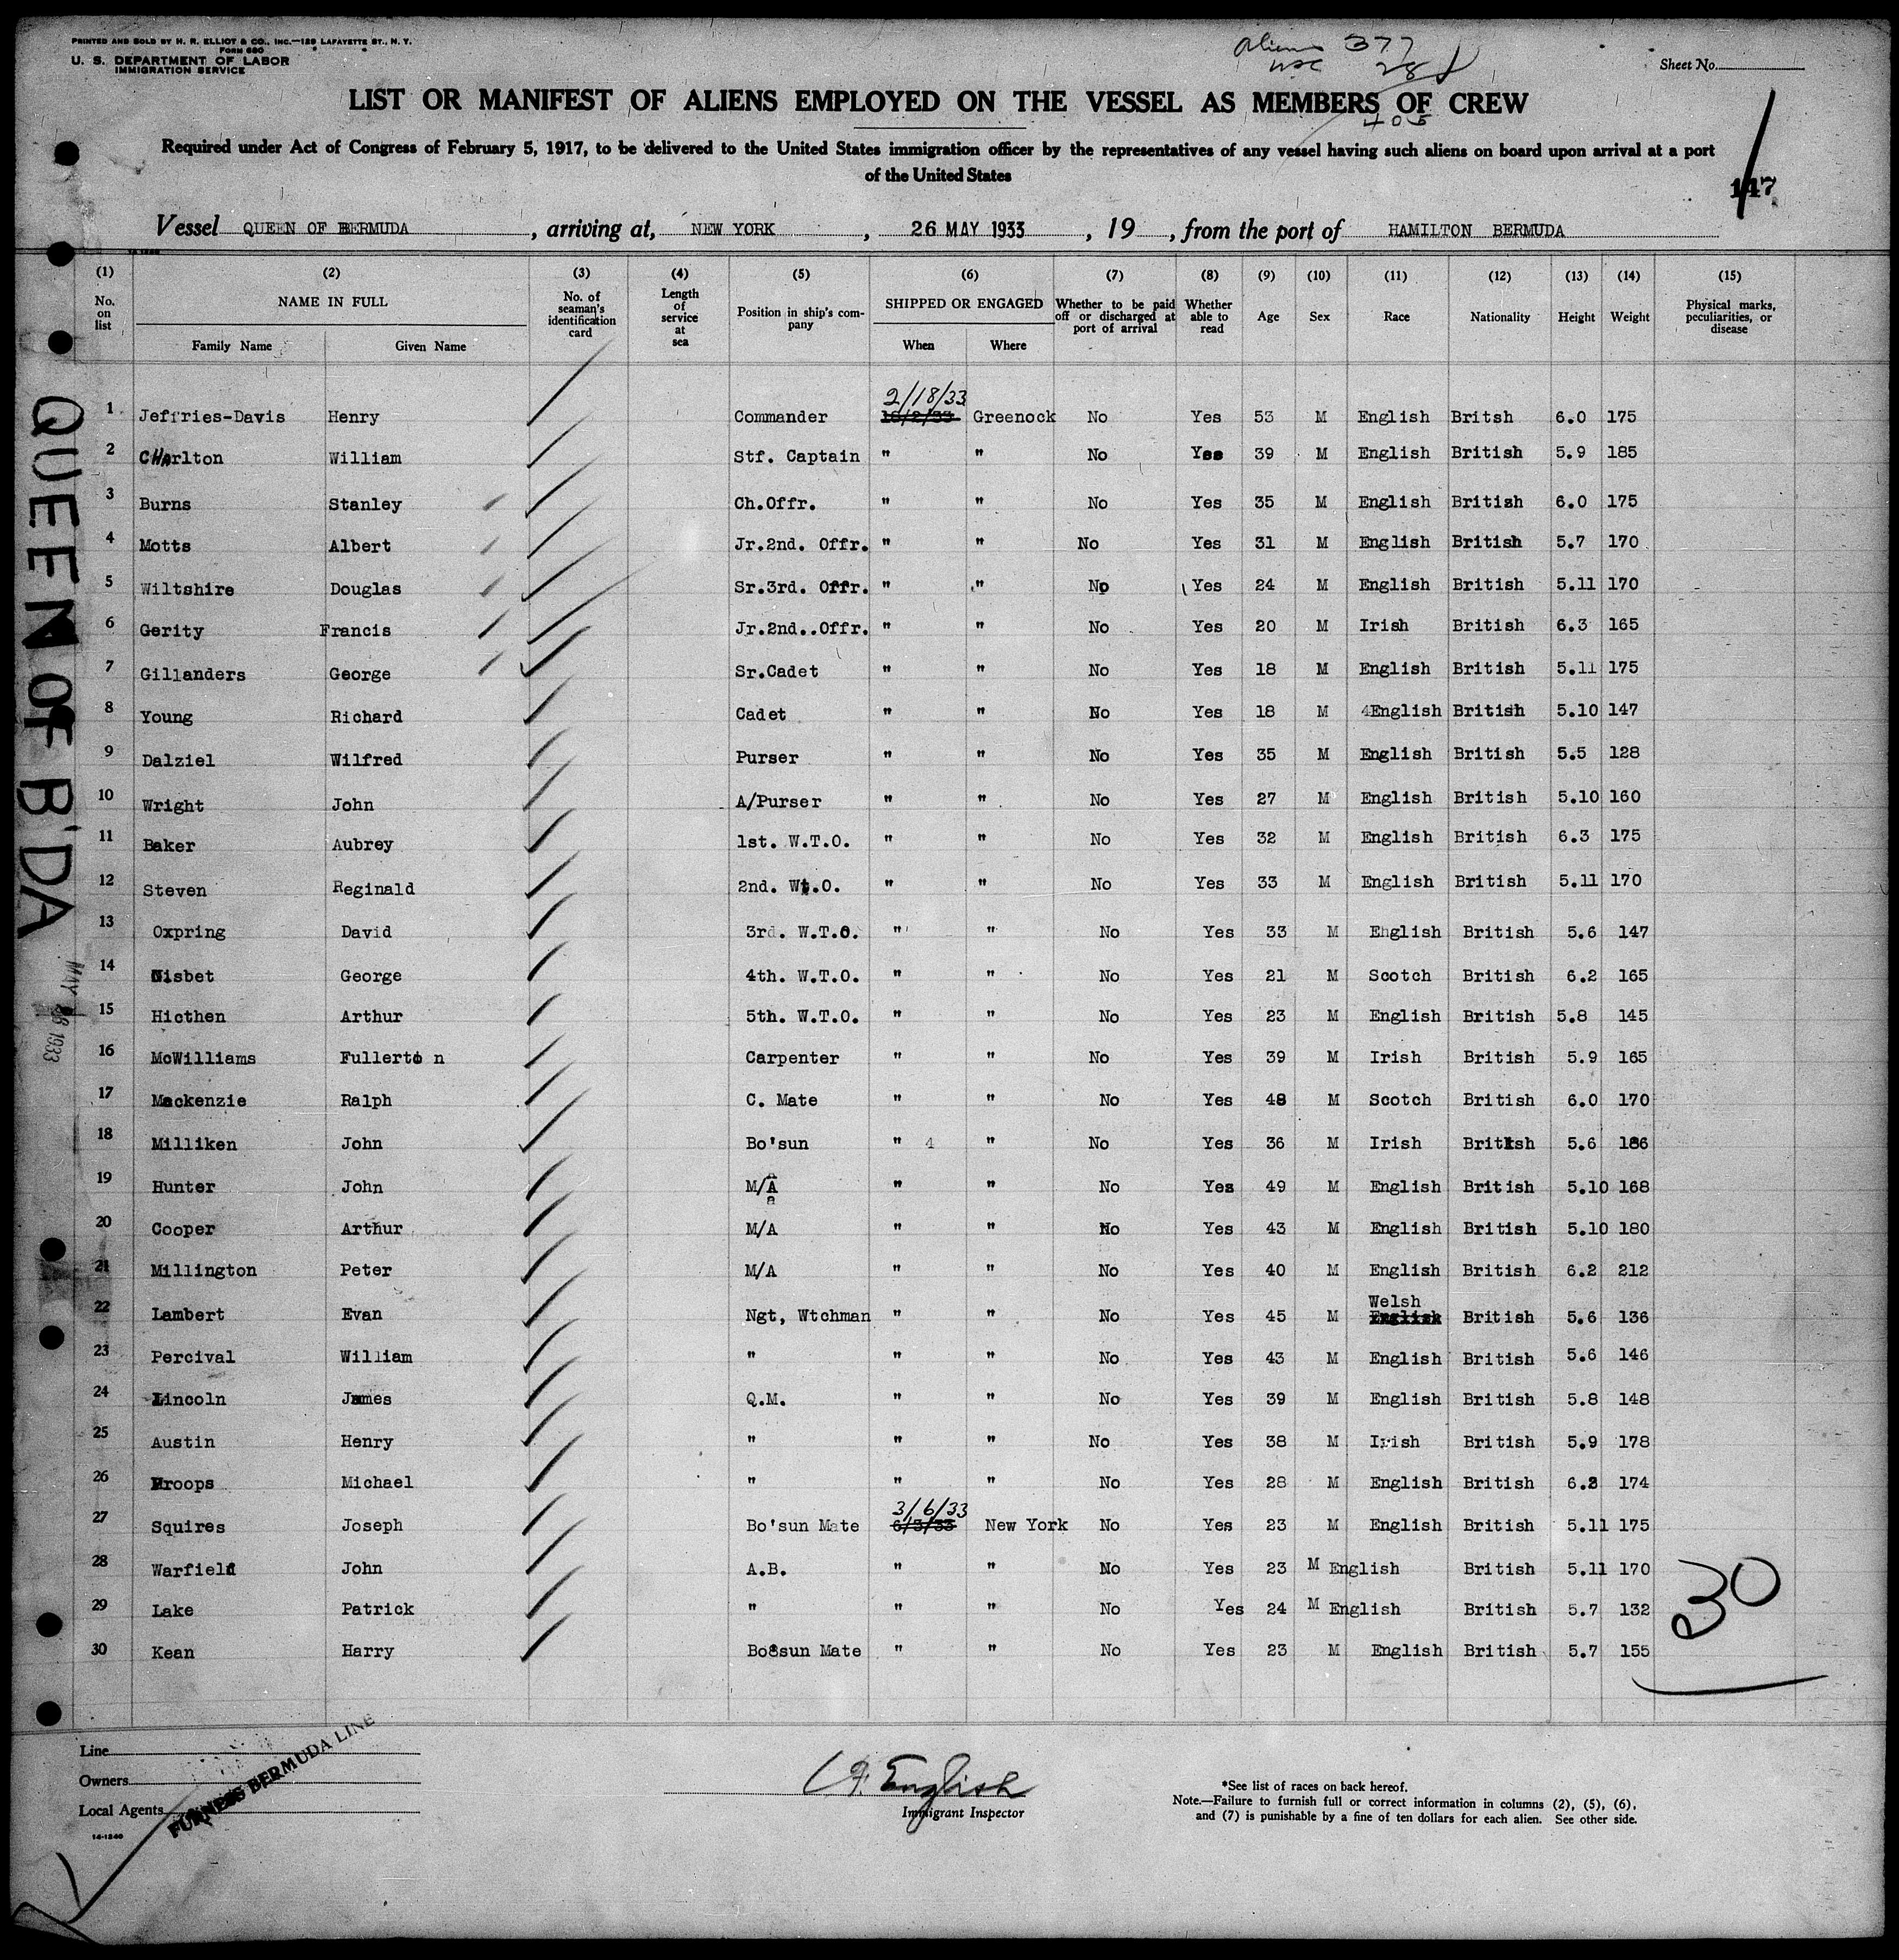 PRINTED AND SOLD BY H. R. ELLIOT & CO., INC.—129 LAFAYETTE ST., N. Y.
FORM 680
U. S. DEPARTMENT OF LABOR
IMMIGRATION SERVICE
Aliens 377
USC 28
405
Sheet No.
LIST OR MANIFEST OF ALIENS EMPLOYED ON THE VESSEL AS MEMBERS OF CREW
Required under Act of Congress of February 5, 1917, to be delivered to the United States immigration officer by the representatives of any vessel having such aliens on board upon arrival at a port
of the United States
147
Vessel QUEEN OF BERMUDA, arriving at, NEW YORK, 26 MAY 1933, 19, from the port of HAMILTON BERMUDA
(1) (2) (3) (4) (5) (6) (7) (8) (9) (10) (11) (12) (13) (14) (15)
No. on list NAME IN FULL Family Name Given Name No. of seaman's identification card Length of service at sea Position in ship's company SHIPPED OR ENGAGED When Where Whether to be paid off or discharged at port of arrival Whether able to read Age Sex Race Nationality Height Weight Physical marks, peculiarities, or disease
2/18/33
1 Jeffries-Davis Henry Commander 18/2/33 Greenock No Yes 53 M English Britsh 6.0 175
2 CHArlton William Stf. Captain " " No Yes 39 M English British 5.9 185
3 Burns Stanley Ch.Offr. " " No Yes 35 M English British 6.0 175
4 Motts Albert Jr.2nd. Offr. " " No Yes 31 M English British 5.7 170
5 Wiltshire Douglas Sr.3rd. Offr. " " No Yes 24 M English British 5.11 170
6 Gerity Francis Jr.2nd..Offr. " " No Yes 20 M Irish British 6.3 165
7 Gillanders George Sr.Cadet " " No Yes 18 M English British 5.11 175
8 Young Richard Cadet " " No Yes 18 M 4English British 5.10 147
9 Dalziel Wilfred Purser " " No Yes 35 M English British 5.5 128
10 Wright John A/Purser " " No Yes 27 M English British 5.10 160
11 Baker Aubrey 1st. W.T.O. " " No Yes 32 M English British 6.3 175
12 Steven Reginald 2nd. Wt.O. " " No Yes 33 M English British 5.11 170
13 Oxpring David 3rd. W.T.O. " " No Yes 33 M English British 5.6 147
14 Nisbet George 4th. W.T.O. " " No Yes 21 M Scotch British 6.2 165
15 Hicthen Arthur 5th. W.T.O. " " No Yes 23 M English British 5.8 145
16 McWilliams Fullerto n Carpenter " " No Yes 39 M Irish British 5.9 165
17 Mackenzie Ralph C. Mate " " No Yes 48 M Scotch British 6.0 170
18 Milliken John Bo'sun " 4 " No Yes 36 M Irish British 5.6 186
19 Hunter John M/A " " No Yes 49 M English British 5.10 168
20 Cooper Arthur M/A " " No Yes 43 M English British 5.10 180
21 Millington Peter M/A " " No Yes 40 M English British 6.2 212
Welsh
22 Lambert Evan Ngt, Wtchman " " No Yes 45 M English British 5.6 136
23 Percival William " " " No Yes 43 M English British 5.6 146
24 Lincoln James Q.M. " " No Yes 39 M English British 5.8 148
25 Austin Henry " " " No Yes 38 M Irish British 5.9 178
26 Michael " " " No Yes 28 M English British 174
3/6/33
27 Squires Joseph Bo'sun Mate 6/3/33 New York No Yes 23 M English British 5.11 175
28 Warfield John A.B. " " No Yes 23 M English British 5.11 170
29 Lake Patrick " " " No Yes 24 M English British 5.7 132
30 Kean Harry Bo8sun Mate " " No Yes 23 M English British 5.7 155
30
QUEEN OF B'DA
MAY 26 1933
Line
Owners
Local Agents
FURNESS BERMUDA LINE
14-1240
English
Immigrant Inspector
*See list of races on back hereof.
Note.—Failure to furnish full or correct information in columns (2), (5), (6),
and (7) is punishable by a fine of ten dollars for each alien. See other side.